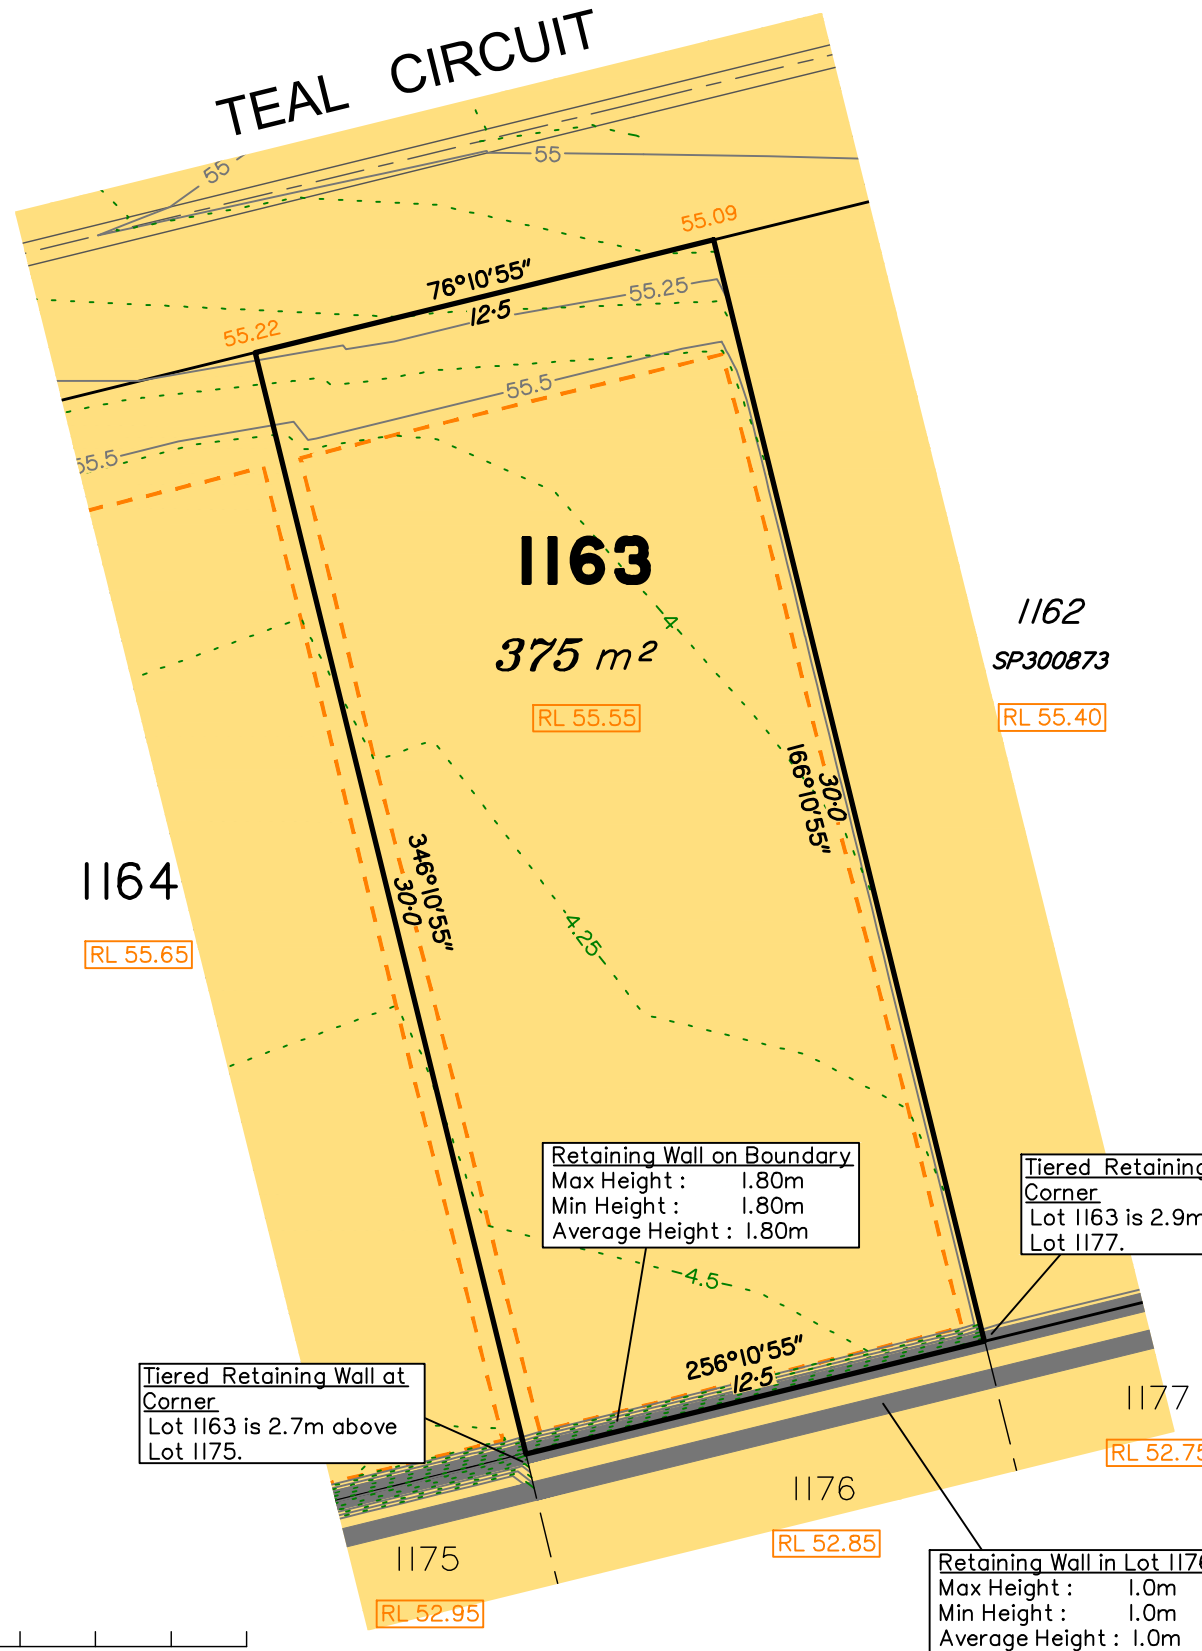 TEAL CIRCUIT
55
55
55.09
76°10'55"
12·5
55.25
55.22
55.5
55.5
1163
375 m²
RL 55.55
4
1162
SP300873
RL 55.40
166°10'55"
30·0
346°10'55"
30·0
1164
RL 55.65
4.25
Retaining Wall on Boundary
Max Height : 1.80m
Min Height : 1.80m
Average Height : 1.80m
Tiered Retaining
Corner
Lot 1163 is 2.9m
Lot 1177.
4.5
256°10'55"
12·5
Tiered Retaining Wall at
Corner
Lot 1163 is 2.7m above
Lot 1175.
1177
RL 52.75
1176
RL 52.85
1175
RL 52.95
Retaining Wall in Lot 1176
Max Height : 1.0m
Min Height : 1.0m
Average Height : 1.0m